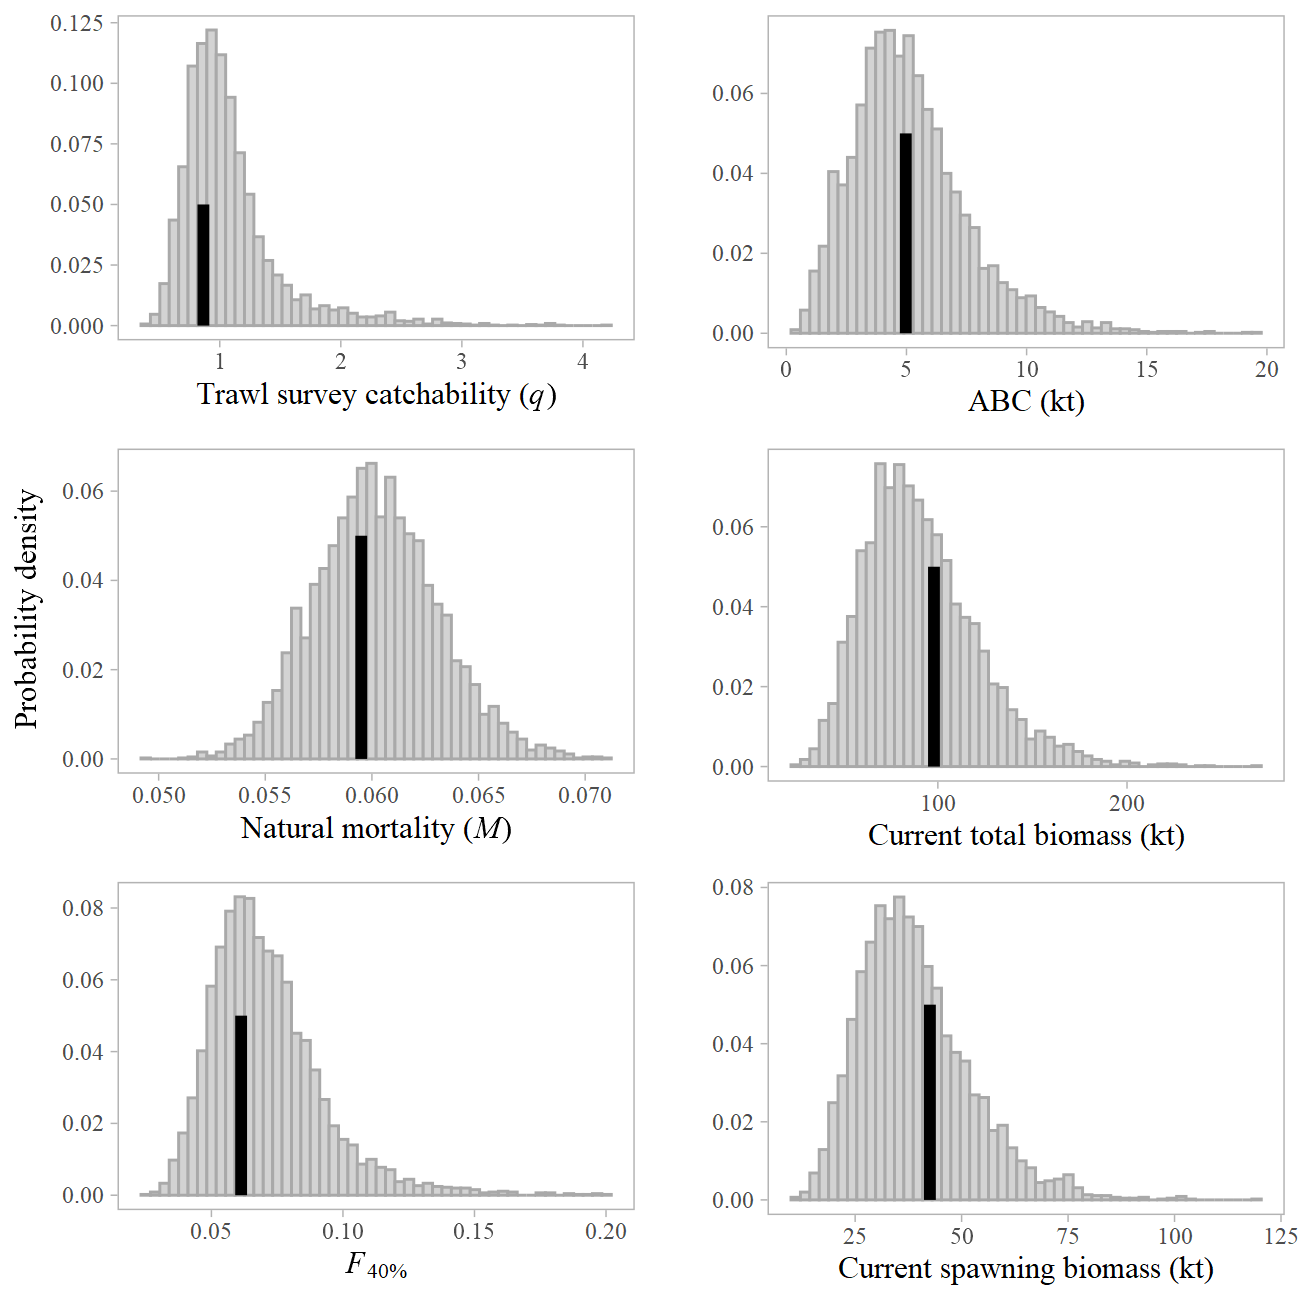 Probability density
0.125
0.100
0.075
0.050
0.025
0.000
1 2 3 4
Trawl survey catchability (q)
0.06
0.04
0.02
0.00
0 5 10 15 20
ABC (kt)
0.06
0.04
0.02
0.00
0.050 0.055 0.060 0.065 0.070
Natural mortality (M)
0.06
0.04
0.02
0.00
100 200
Current total biomass (kt)
0.08
0.06
0.04
0.02
0.00
0.05 0.10 0.15 0.20
F40%
0.08
0.06
0.04
0.02
0.00
25 50 75 100 125
Current spawning biomass (kt)